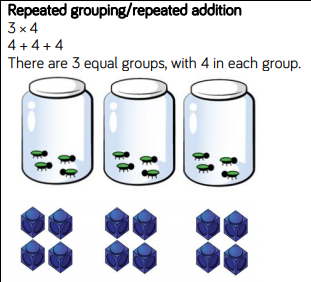 Repeated grouping/repeated addition
3 × 4
4 + 4 + 4
There are 3 equal groups, with 4 in each group.